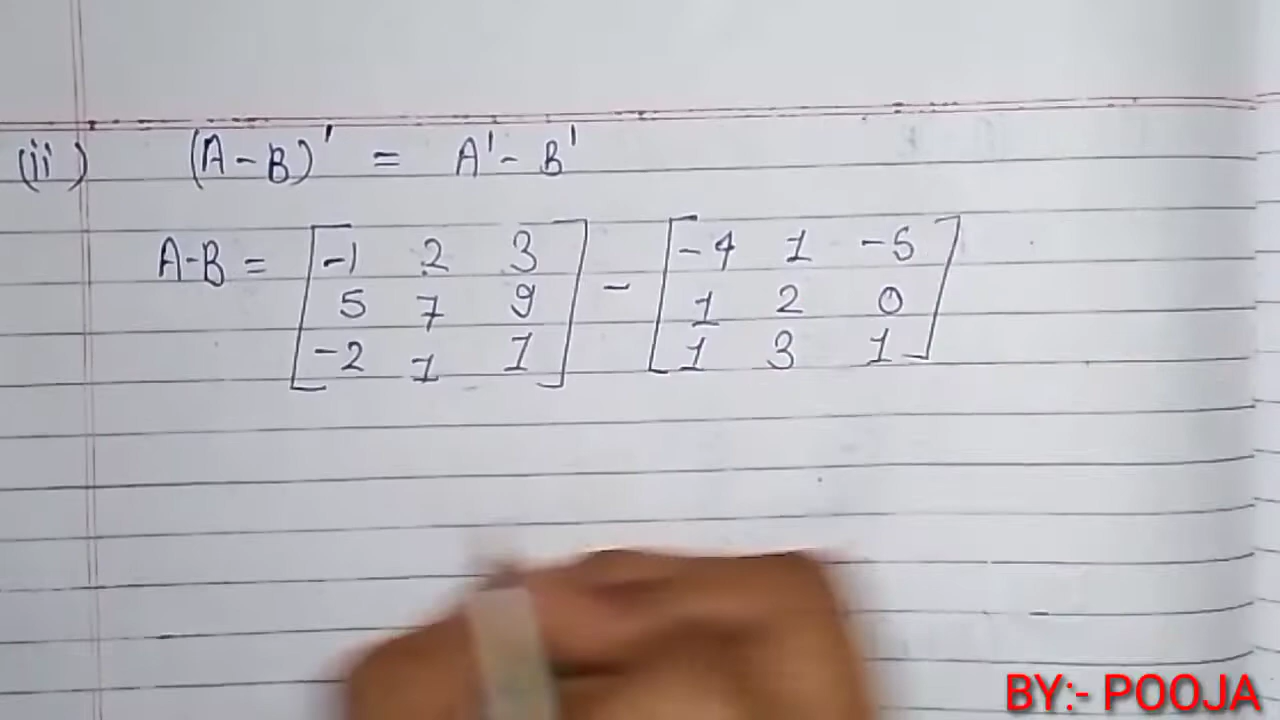 (ii) (A-B)' = A' - B'
A-B = [-1 2 3] - [-4 1 -5]
5 7 9 1 2 0
-2 1 1 1 3 1
BY:- POOJA